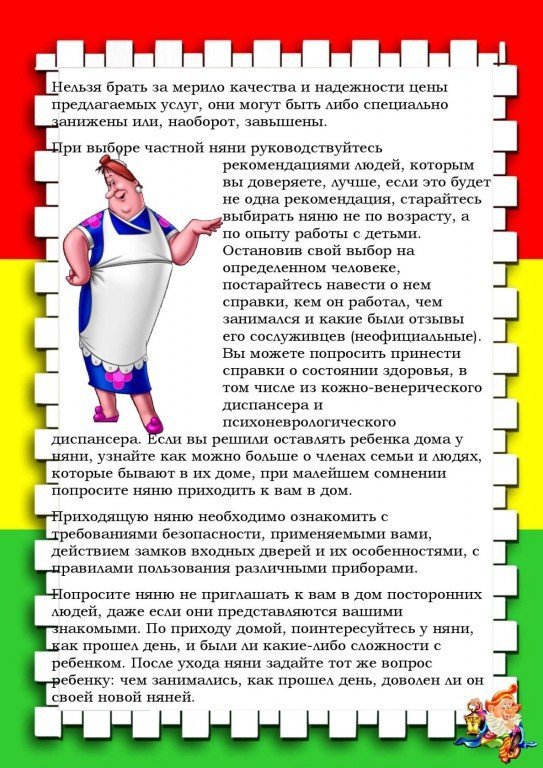 Нельзя брать за мерило качества и надежности цены
предлагаемых услуг, они могут быть либо специально
занижены или, наоборот, завышены.
При выборе частной няни руководствуйтесь
рекомендациями людей, которым
вы доверяете, лучше, если это будет
не одна рекомендация, старайтесь
выбирать няню не по возрасту, а
по опыту работы с детьми.
Остановив свой выбор на
определенном человеке,
постарайтесь навести о нем
справки, кем он работал, чем
занимался и какие были отзывы
его сослуживцев (неофициальные).
Вы можете попросить принести
справки о состоянии здоровья, в
том числе из кожно-венерического
диспансера и
психоневрологического
диспансера. Если вы решили оставлять ребенка дома у
няни, узнайте как можно больше о членах семьи и людях,
которые бывают в их доме, при малейшем сомнении
попросите няню приходить к вам в дом.
Приходящую няню необходимо ознакомить с
требованиями безопасности, применяемыми вами,
действием замков входных дверей и их особенностями, с
правилами пользования различными приборами.
Попросите няню не приглашать к вам в дом посторонних
людей, даже если они представляются вашими
знакомыми. По приходу домой, поинтересуйтесь у няни,
как прошел день, и были ли какие-либо сложности с
ребенком. После ухода няни задайте тот же вопрос
ребенку: чем занимались, как прошел день, доволен ли он
своей новой няней.